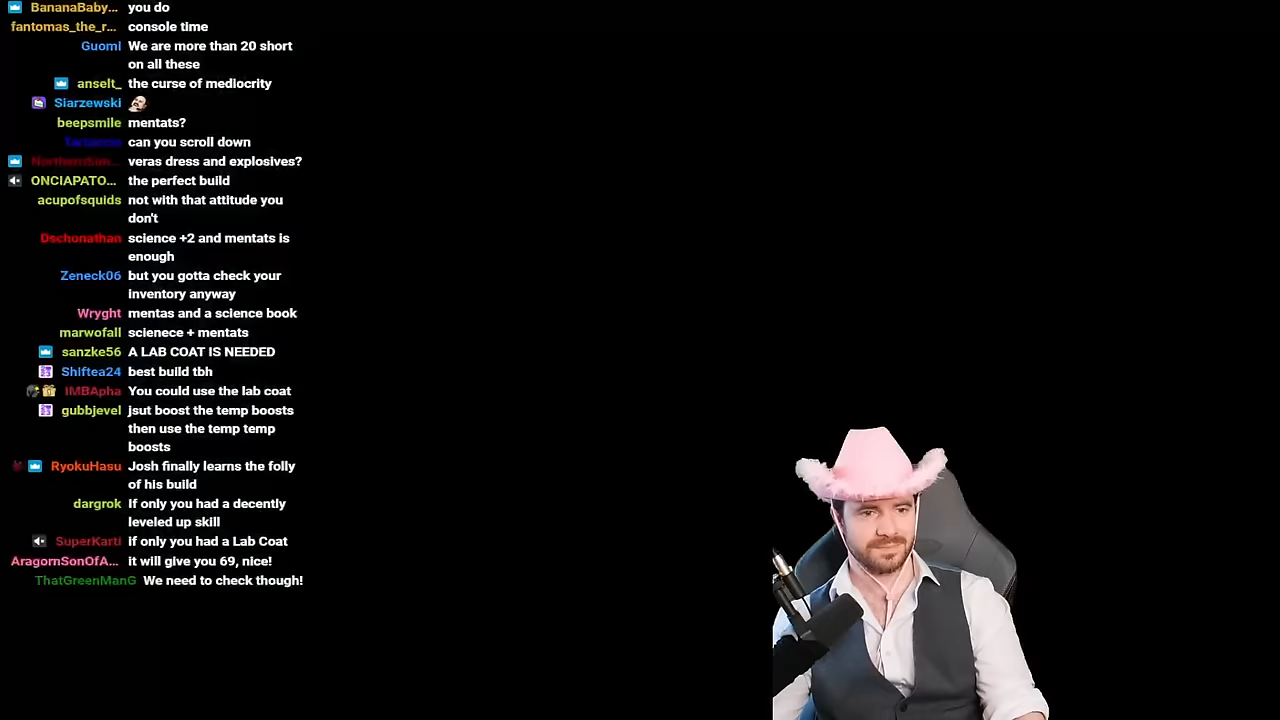 BananaBaby... you do
fantomas_the_r... console time
Guomi We are more than 20 short
on all these
anselt_ the curse of mediocrity
Siarzewski
beepsmile mentats?
can you scroll down
NorthernSim... veras dress and explosives?
ONCIAPATO... the perfect build
acupofsquids not with that attitude you
don't
Dschonathan science +2 and mentats is
enough
Zeneck06 but you gotta check your
inventory anyway
Wryght mentas and a science book
marwofall scienece + mentats
sanzke56 A LAB COAT IS NEEDED
Shiftea24 best build tbh
IMBApha You could use the lab coat
gubbjevel jsut boost the temp boosts
then use the temp temp
boosts
RyokuHasu Josh finally learns the folly
of his build
dargrok If only you had a decently
leveled up skill
SuperKarti if only you had a Lab Coat
AragornSonOfA... it will give you 69, nice!
ThatGreenManG We need to check though!